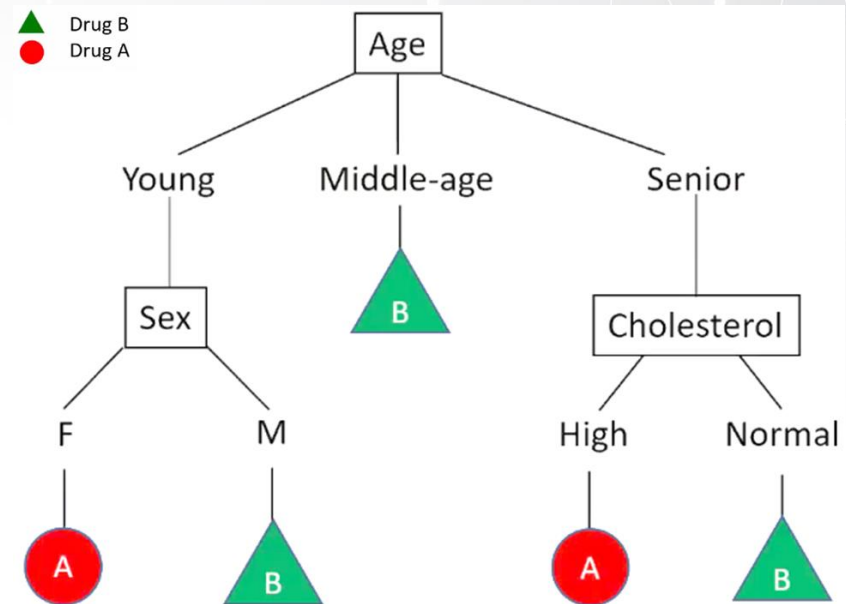 Drug B
Drug A
Age
Young Middle-age Senior
B
Sex
Cholesterol
F M High Normal
A B A B